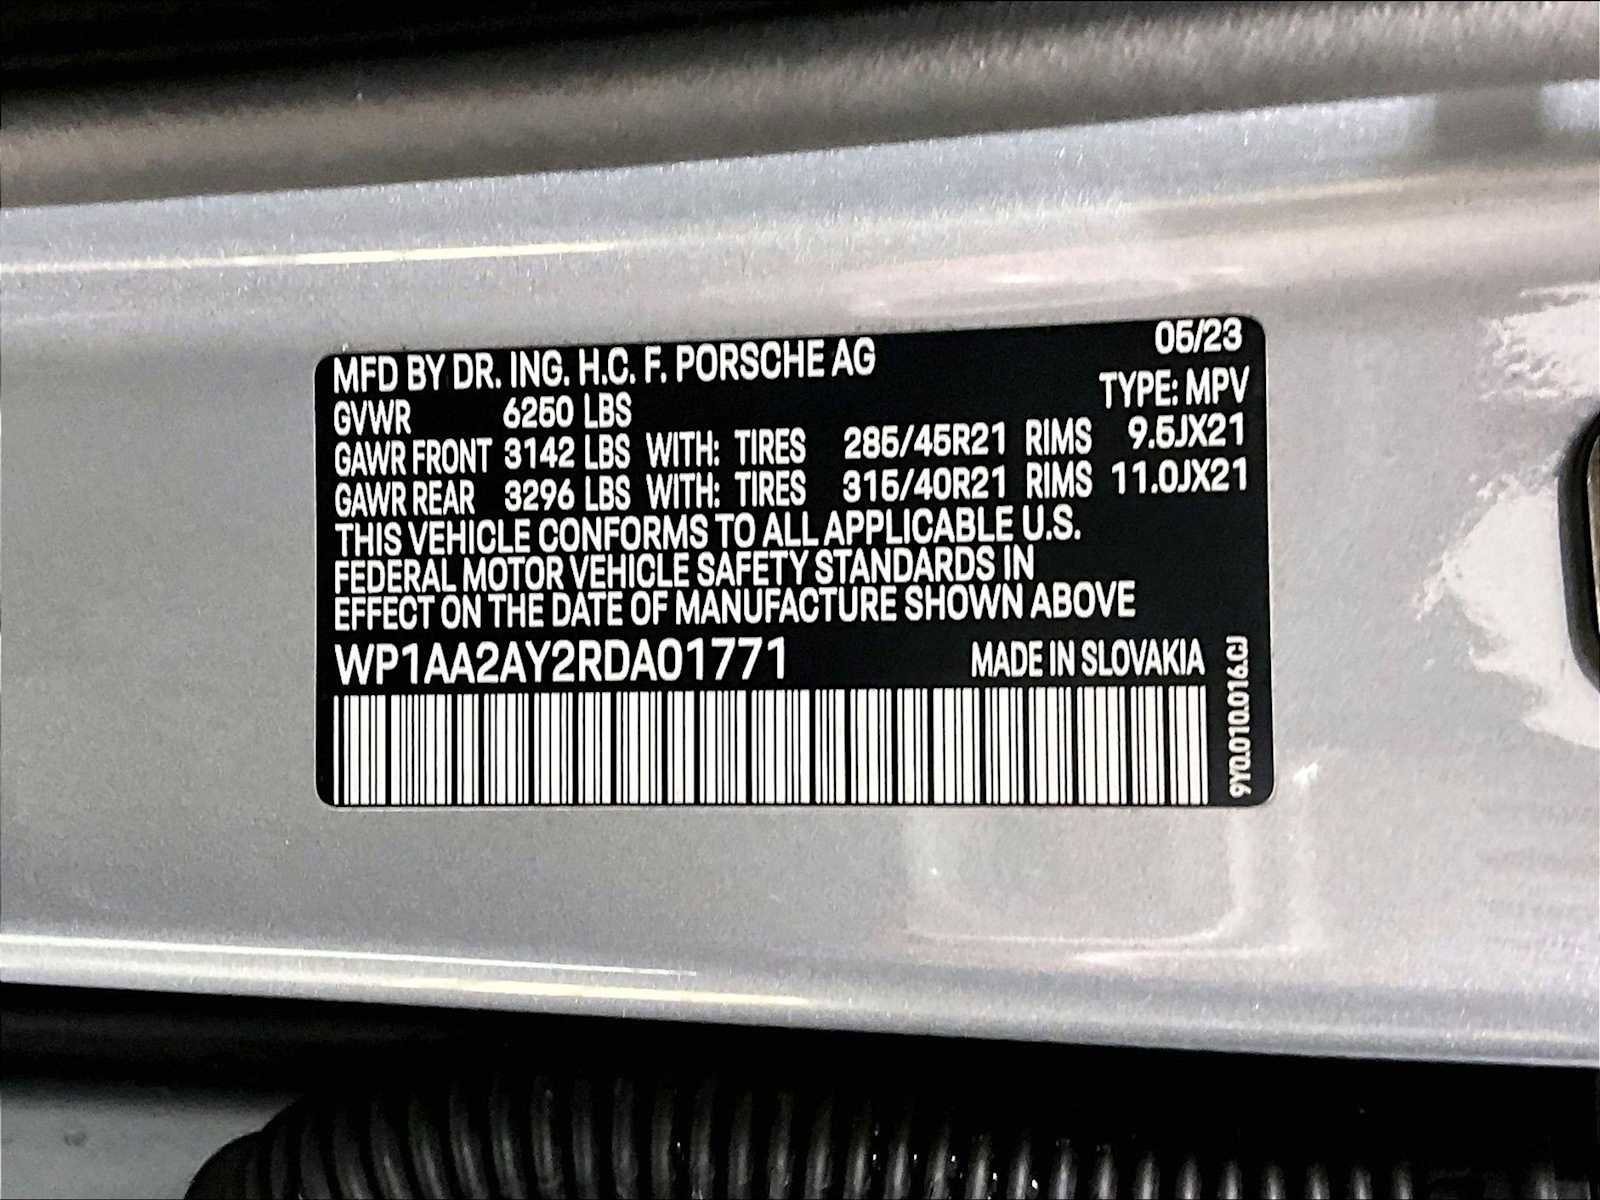 MFD BY DR. ING. H.C. F. PORSCHE AG 05/23
TYPE: MPV
GVWR 6250 LBS
GAWR FRONT 3142 LBS WITH: TIRES 285/45R21 RIMS 9.5JX21
GAWR REAR 3296 LBS WITH: TIRES 315/40R21 RIMS 11.0JX21
THIS VEHICLE CONFORMS TO ALL APPLICABLE U.S.
FEDERAL MOTOR VEHICLE SAFETY STANDARDS IN
EFFECT ON THE DATE OF MANUFACTURE SHOWN ABOVE
WP1AA2AY2RDA01771 MADE IN SLOVAKIA
9Y0.010.016.CJ